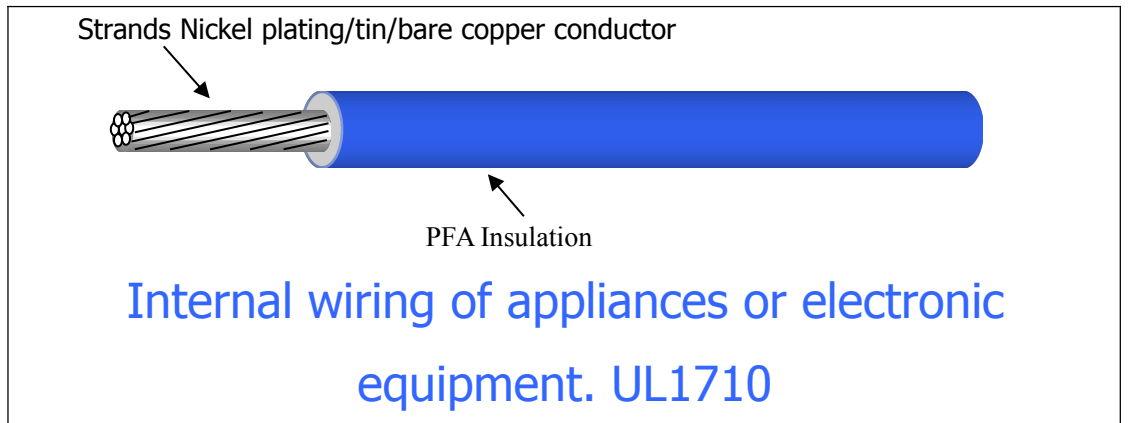 Strands Nickel plating/tin/bare copper conductor
PFA Insulation
Internal wiring of appliances or electronic
equipment. UL1710